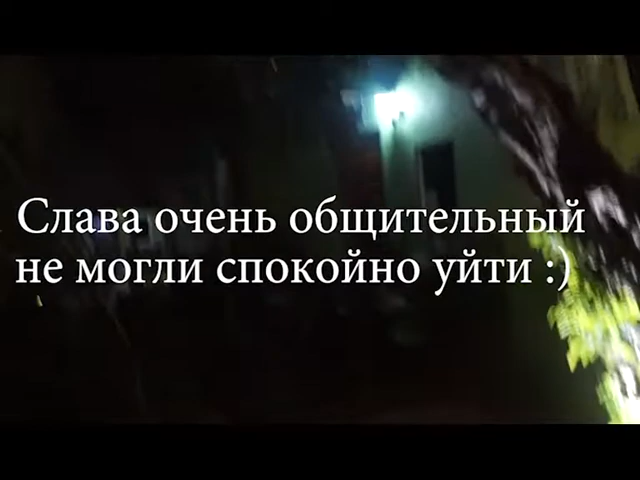 Слава очень общительный
не могли спокойно уйти :)